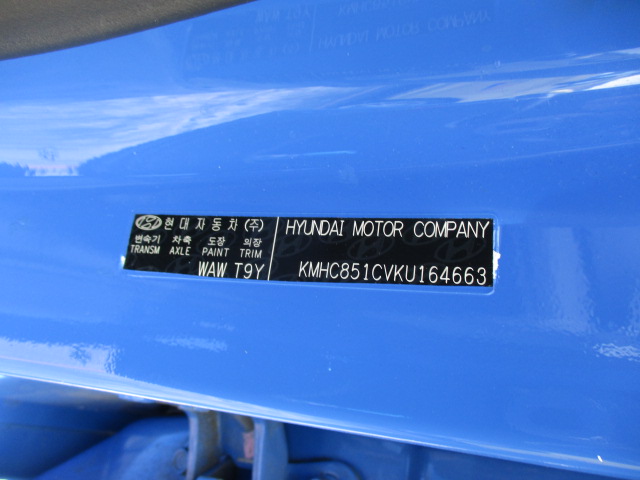 현대자동차(주)
변속기 차축 도장 의장
TRANSM AXLE PAINT TRIM
WAW T9Y
HYUNDAI MOTOR COMPANY
KMHC851CVKU164663